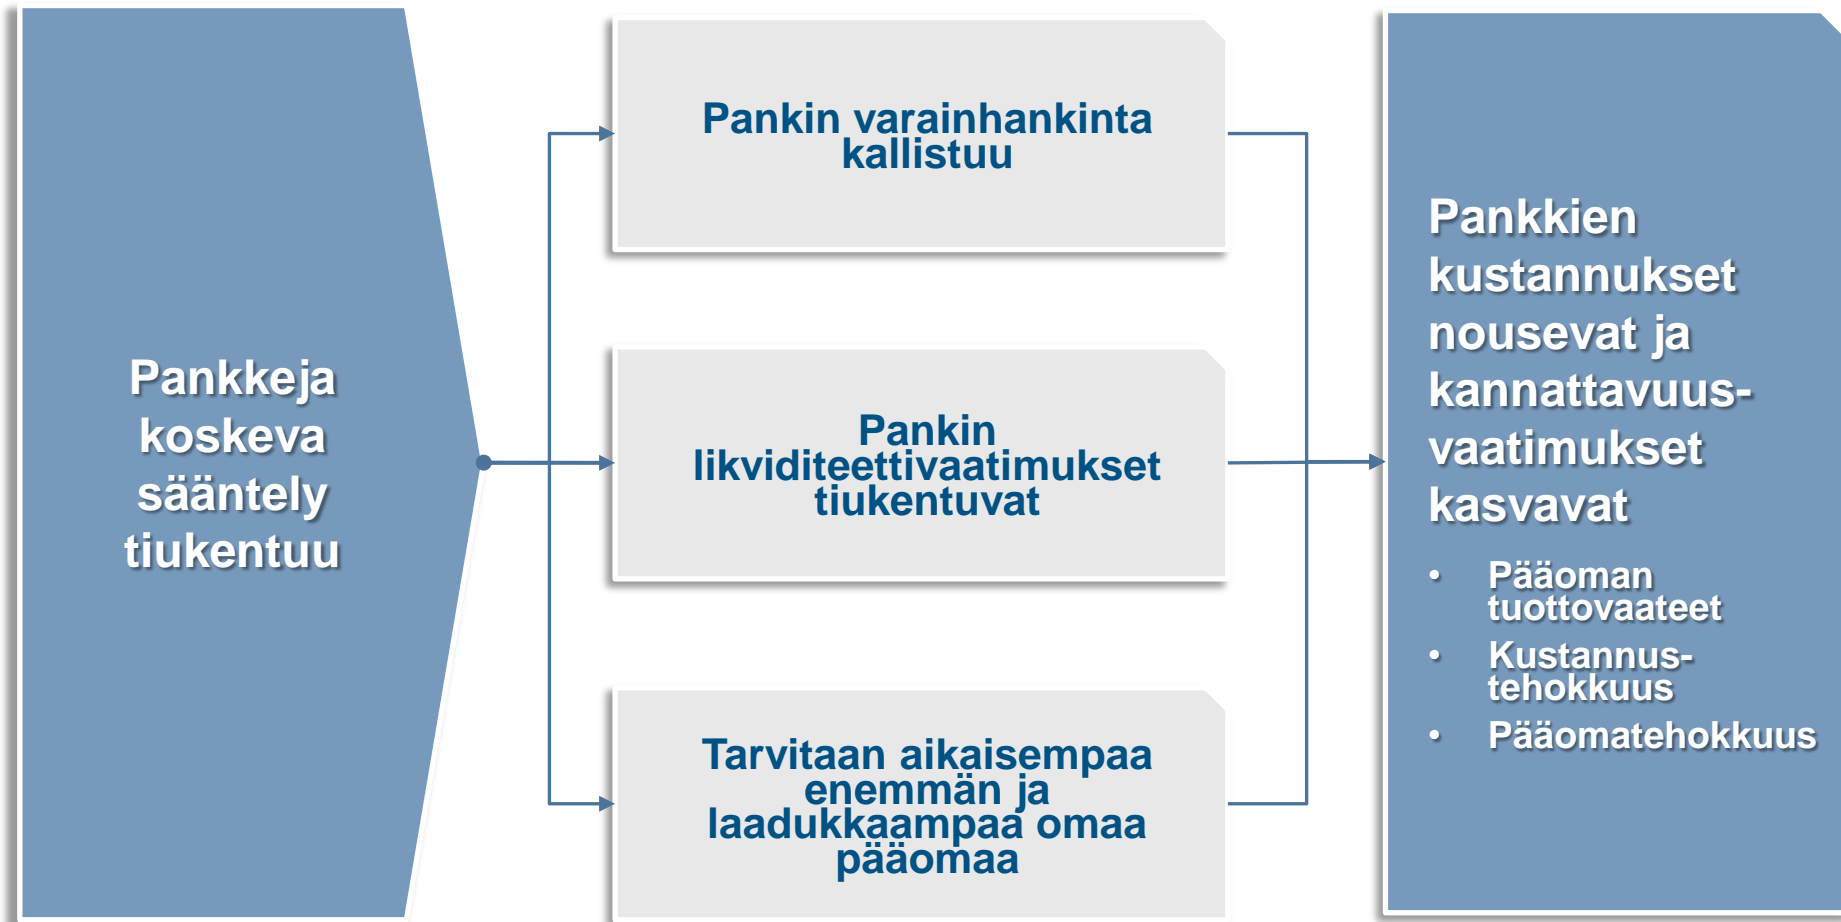 Pankkeja
koskeva
sääntely
tiukentuu
Pankin varainhankinta
kallistuu
Pankin
likviditeettivaatimukset
tiukentuvat
Tarvitaan aikaisempaa
enemmän ja
laadukkaampaa omaa
pääomaa
Pankkien
kustannukset
nousevat ja
kannattavuus-
vaatimukset
kasvavat
• Pääoman
tuottovaateet
• Kustannus-
tehokkuus
• Pääomatehokkuus